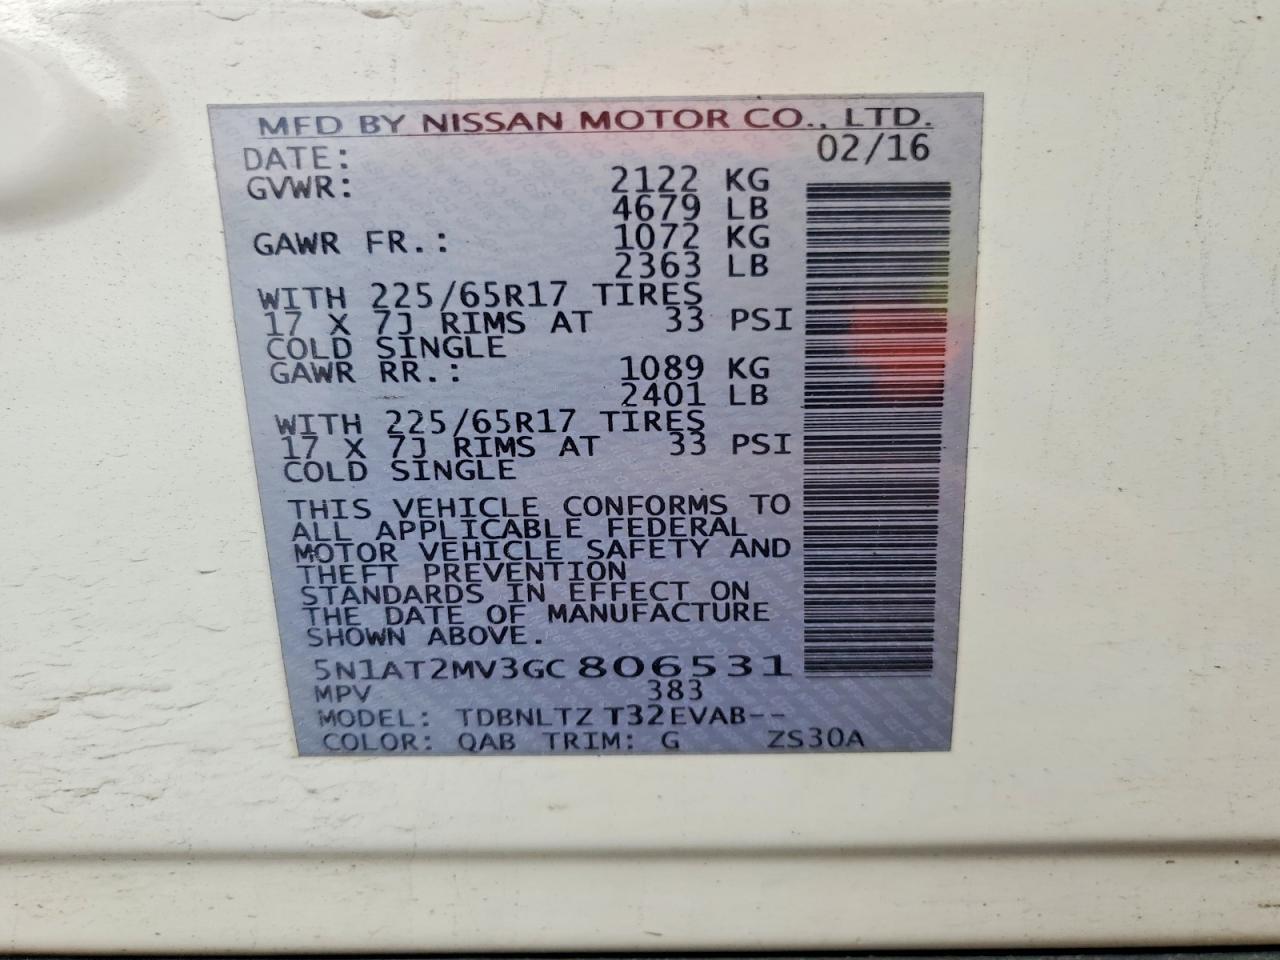 MFD BY NISSAN MOTOR CO., LTD.
DATE: 02/16
GVWR: 2122 KG
4679 LB
GAWR FR.: 1072 KG
2363 LB
WITH 225/65R17 TIRES
17 X 7J RIMS AT 33 PSI
COLD SINGLE
GAWR RR.: 1089 KG
2401 LB
WITH 225/65R17 TIRES
17 X 7J RIMS AT 33 PSI
COLD SINGLE
THIS VEHICLE CONFORMS TO
ALL APPLICABLE FEDERAL
MOTOR VEHICLE SAFETY AND
THEFT PREVENTION
STANDARDS IN EFFECT ON
THE DATE OF MANUFACTURE
SHOWN ABOVE.
5N1AT2MV3GC806531
MPV 383
MODEL: TDBNLTZ T32EVAB--
COLOR: QAB TRIM: G ZS30A